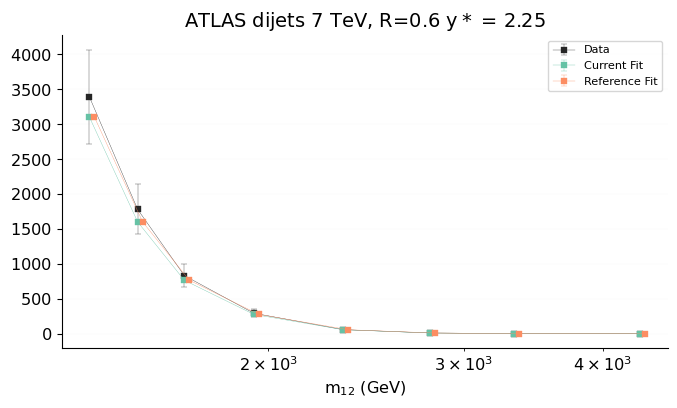 ATLAS dijets 7 TeV, R=0.6 y * = 2.25
Data
Current Fit
Reference Fit
4000
3500
3000
2500
2000
1500
1000
500
0
2 × 10³
3 × 10³
4 × 10³
m₁₂ (GeV)